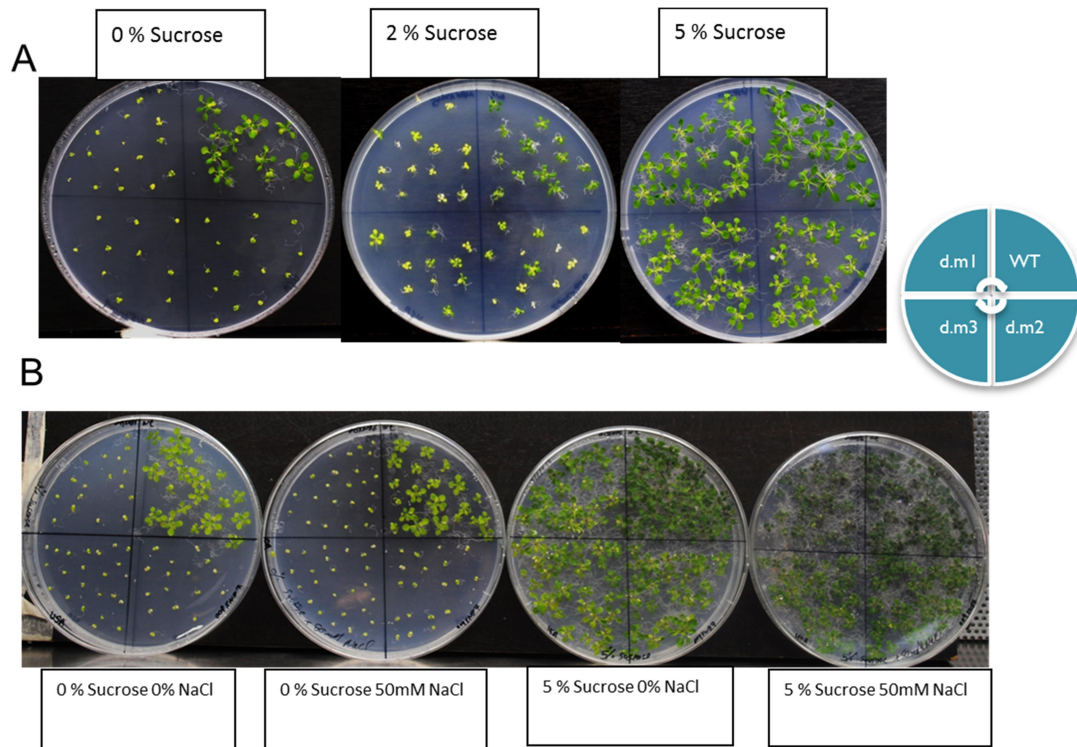 A
0 % Sucrose
2 % Sucrose
5 % Sucrose
d.m1
WT
d.m3
d.m2
B
0 % Sucrose 0% NaCl
0 % Sucrose 50mM NaCl
5 % Sucrose 0% NaCl
5 % Sucrose 50mM NaCl